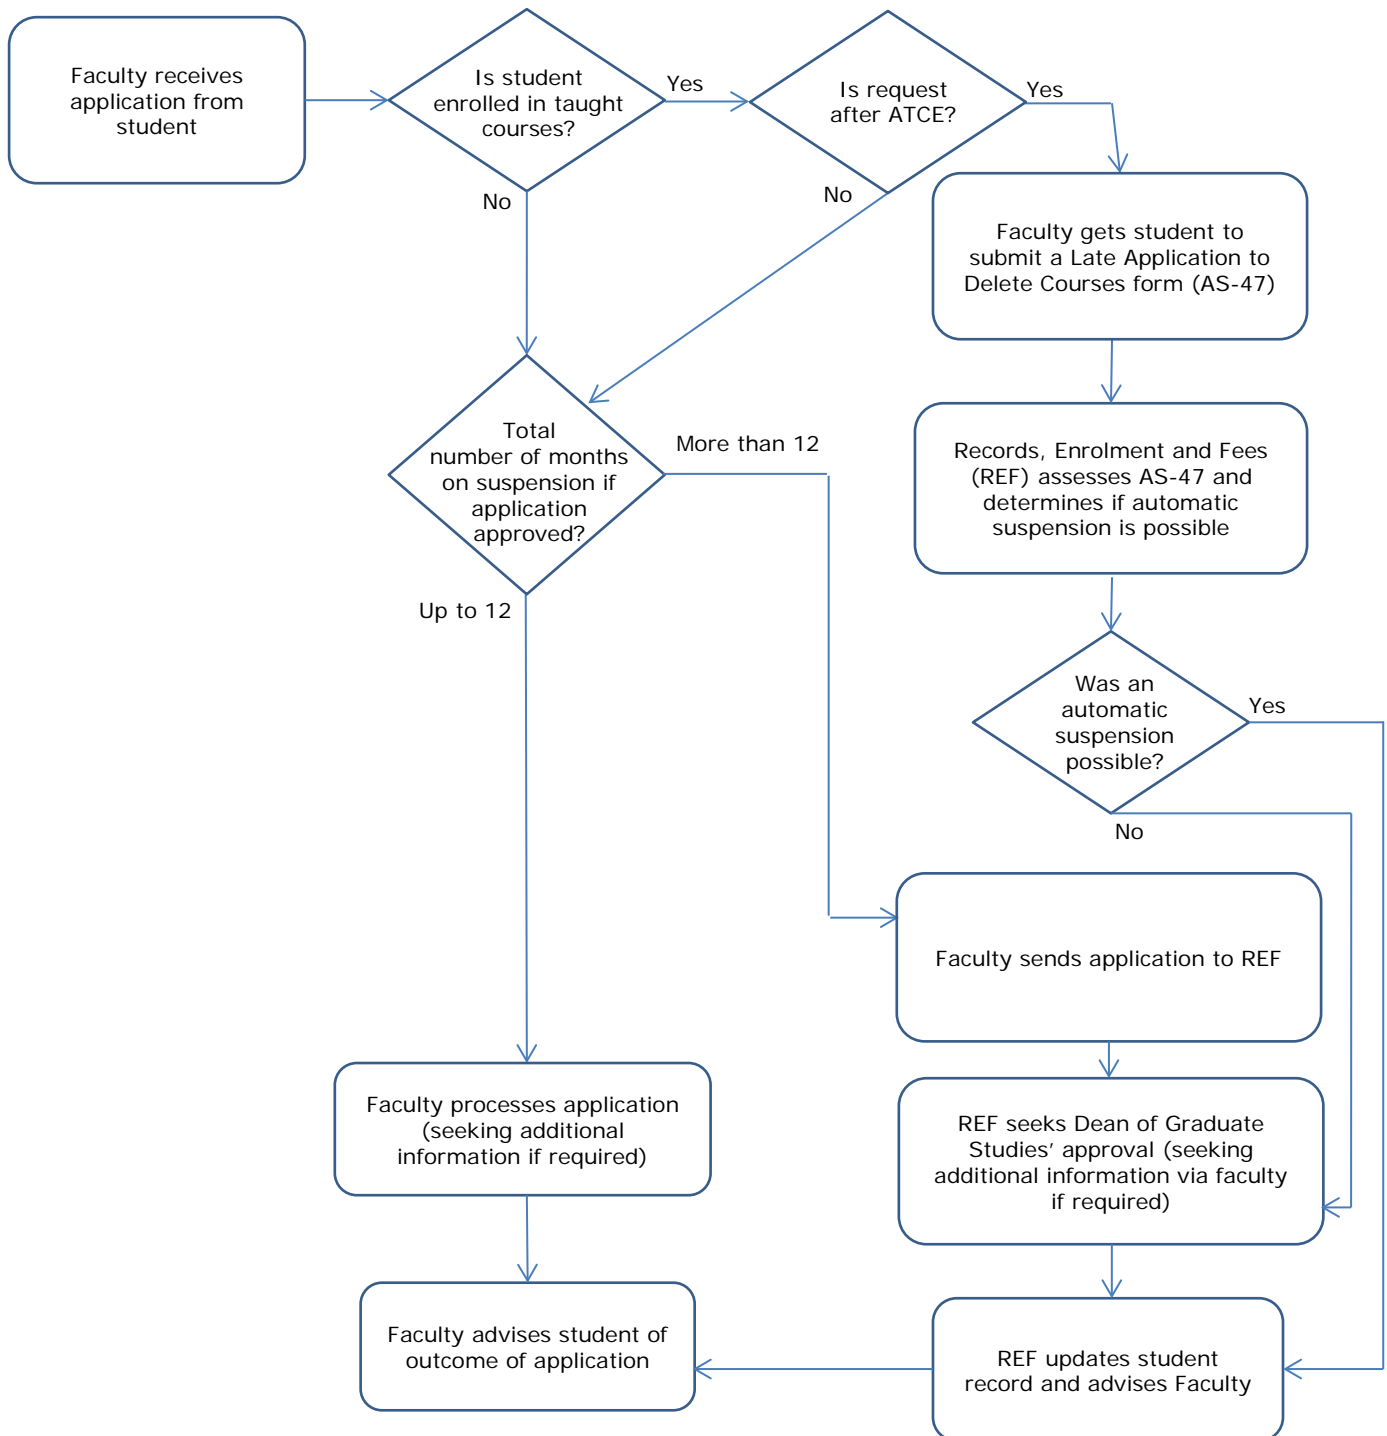 Faculty receives
application from
student
Is student
enrolled in taught
courses?
Yes
Is request
after ATCE?
Yes
No
No
Faculty gets student to
submit a Late Application to
Delete Courses form (AS-47)
Total
number of months
on suspension if
application
approved?
More than 12
Up to 12
Records, Enrolment and Fees
(REF) assesses AS-47 and
determines if automatic
suspension is possible
Was an
automatic
suspension
possible?
Yes
No
Faculty sends application to REF
Faculty processes application
(seeking additional
information if required)
REF seeks Dean of Graduate
Studies’ approval (seeking
additional information via faculty
if required)
Faculty advises student of
outcome of application
REF updates student
record and advises Faculty